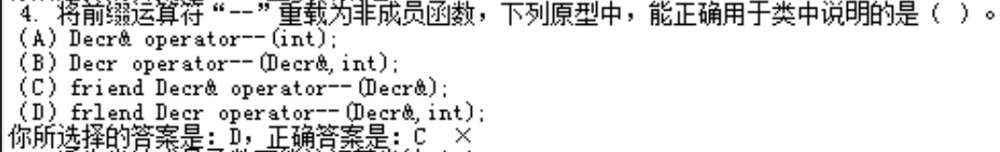 4. 将前缀运算符“--”重载为非成员函数，下列原型中，能正确用于类中说明的是（ ）。
(A) Decr& operator--(int);
(B) Decr operator--(Decr&,int);
(C) friend Decr& operator--(Decr&);
(D) frlend Decr operator--(Decr&,int);
你所选择的答案是：D，正确答案是：C ×